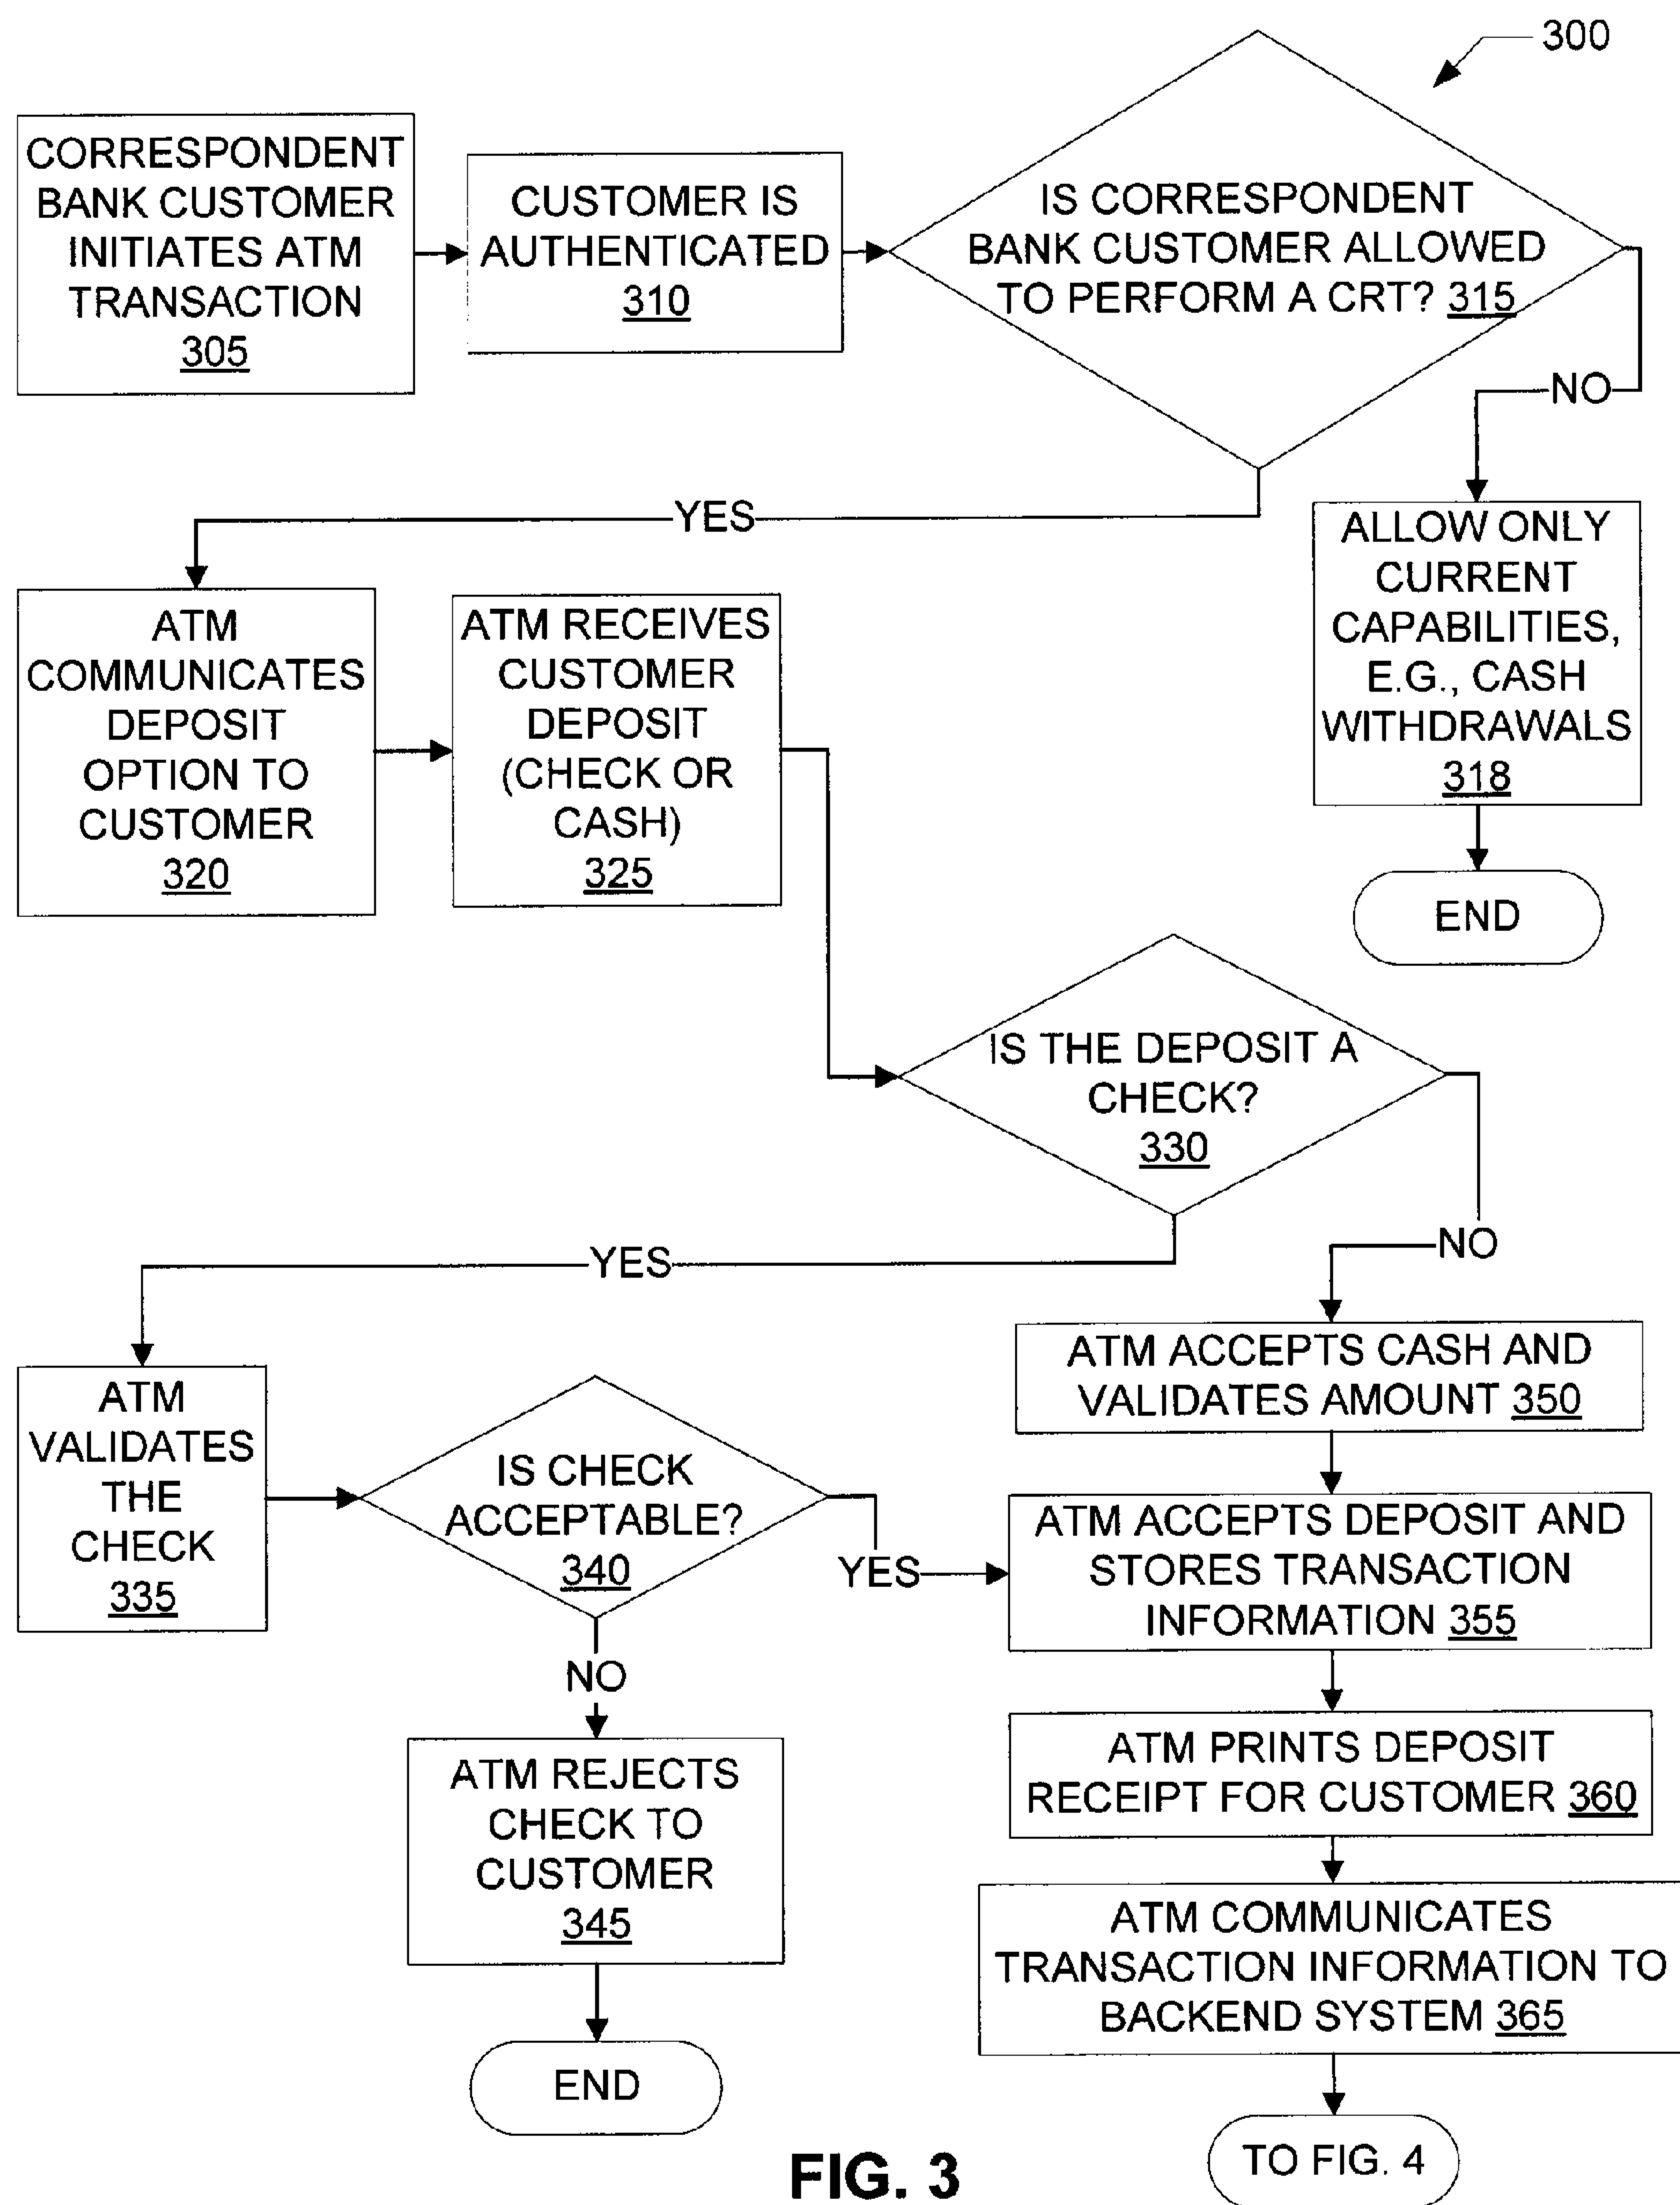 300
CORRESPONDENT
BANK CUSTOMER
INITIATES ATM
TRANSACTION
305
CUSTOMER IS
AUTHENTICATED
310
IS CORRESPONDENT
BANK CUSTOMER ALLOWED
TO PERFORM A CRT? 315
NO
YES
ALLOW ONLY
CURRENT
CAPABILITIES,
E.G., CASH
WITHDRAWALS
318
END
ATM
COMMUNICATES
DEPOSIT
OPTION TO
CUSTOMER
320
ATM RECEIVES
CUSTOMER
DEPOSIT
(CHECK OR
CASH)
325
IS THE DEPOSIT A
CHECK?
330
YES
NO
ATM
VALIDATES
THE
CHECK
335
IS CHECK
ACCEPTABLE?
340
YES
NO
ATM REJECTS
CHECK TO
CUSTOMER
345
END
ATM ACCEPTS CASH AND
VALIDATES AMOUNT 350
ATM ACCEPTS DEPOSIT AND
STORES TRANSACTION
INFORMATION 355
ATM PRINTS DEPOSIT
RECEIPT FOR CUSTOMER 360
ATM COMMUNICATES
TRANSACTION INFORMATION TO
BACKEND SYSTEM 365
TO FIG. 4
FIG. 3